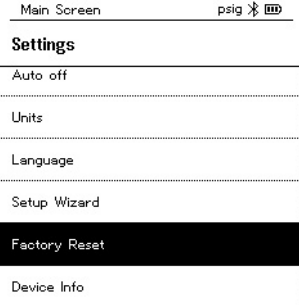 Main Screen psig
Settings
Auto off
Units
Language
Setup Wizard
Factory Reset
Device Info